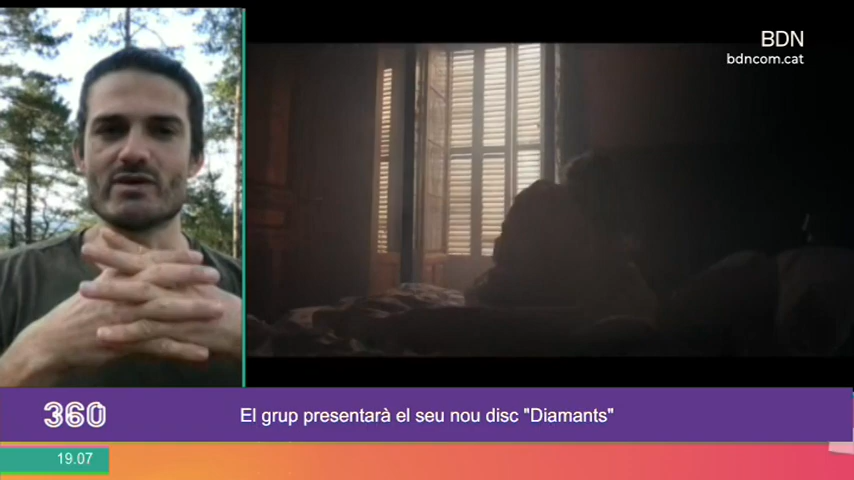 BDN
bdncom.cat
360
El grup presentarà el seu nou disc "Diamants"
19.07